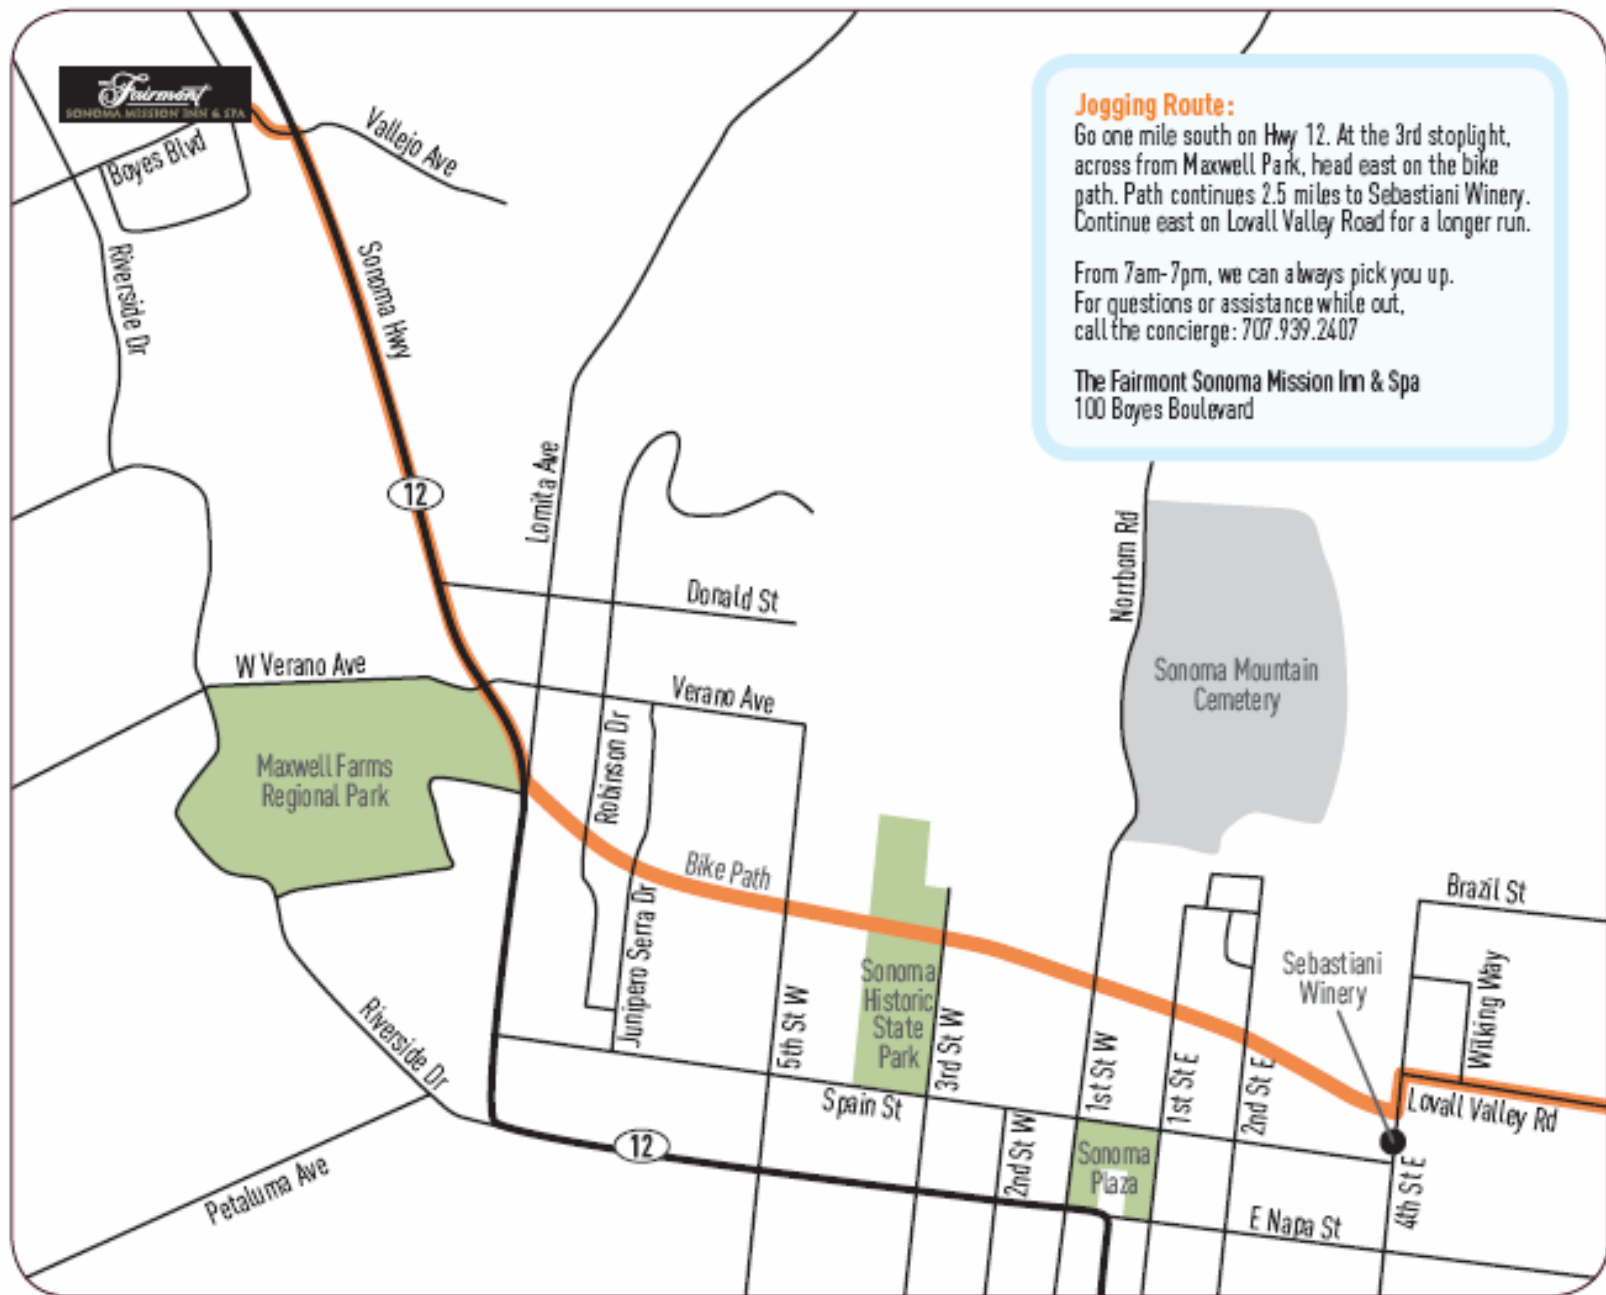 Fairmont
SONOMA MISSION INN & SPA
Boyes Blvd
Vallejo Ave
Riverside Dr
Sonoma Hwy
Jogging Route:
Go one mile south on Hwy 12. At the 3rd stoplight,
across from Maxwell Park, head east on the bike
path. Path continues 2.5 miles to Sebastiani Winery.
Continue east on Lovall Valley Road for a longer run.
From 7am-7pm, we can always pick you up.
For questions or assistance while out,
call the concierge: 707.939.2407
The Fairmont Sonoma Mission Inn & Spa
100 Boyes Boulevard
12
Lomita Ave
Donald St
Norrbom Rd
Sonoma Mountain
Cemetery
W Verano Ave
Verano Ave
Maxwell Farms
Regional Park
Robinson Dr
Bike Path
Junipero Serra Dr
Brazil St
Sebastiani
Winery
Wilking Way
Sonoma
Historic
State
Park
5th St W
3rd St W
1st St W
1st St E
2nd St E
Riverside Dr
Spain St
Lovall Valley Rd
12
2nd St W
Sonoma
Plaza
Petaluma Ave
E Napa St
4th St E